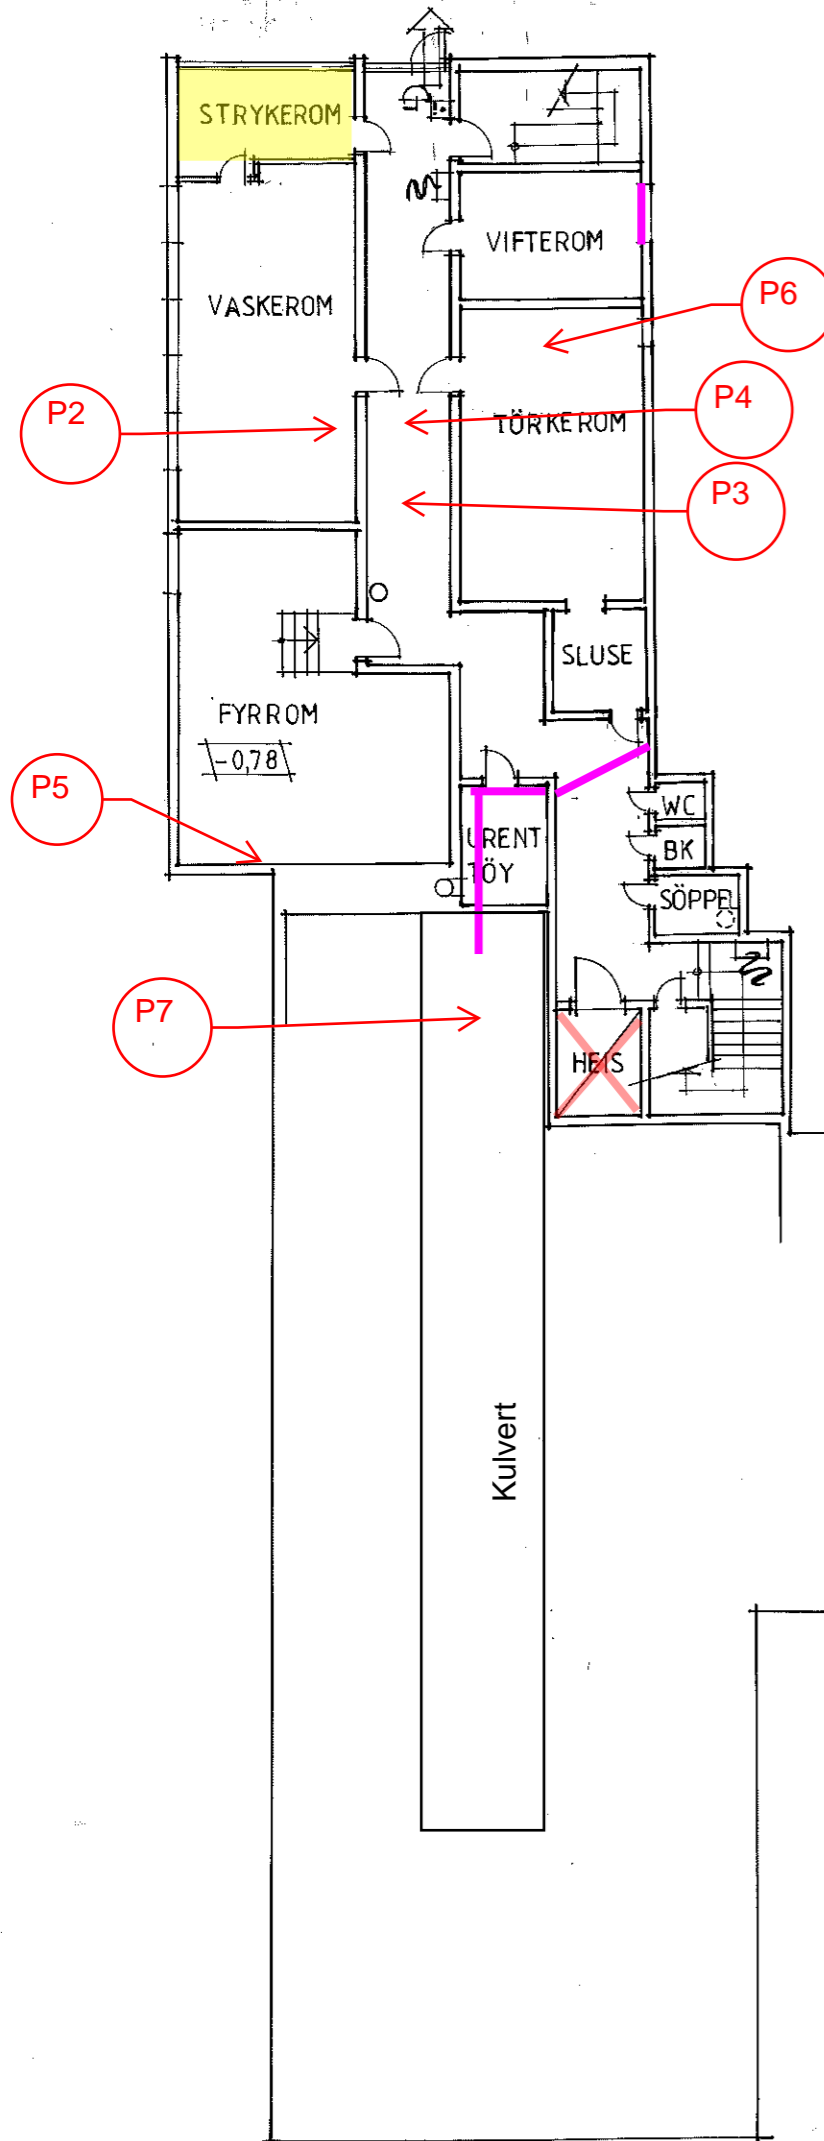 STRYKEROM
VIFTEROM
VASKEROM
P6
P2
P4
TÖRKEROM
P3
SLUSE
FYRROM
-0,78
P5
WC
URENT
TÖY
BK
SÖPPEL
P7
HEIS
Kulvert